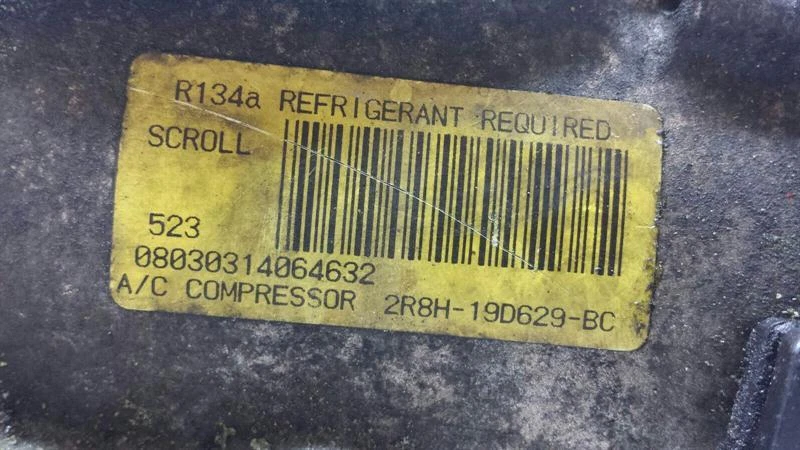 R134a REFRIGERANT REQUIRED
SCROLL
523
08030314064632
A/C COMPRESSOR 2R8H-19D629-BC